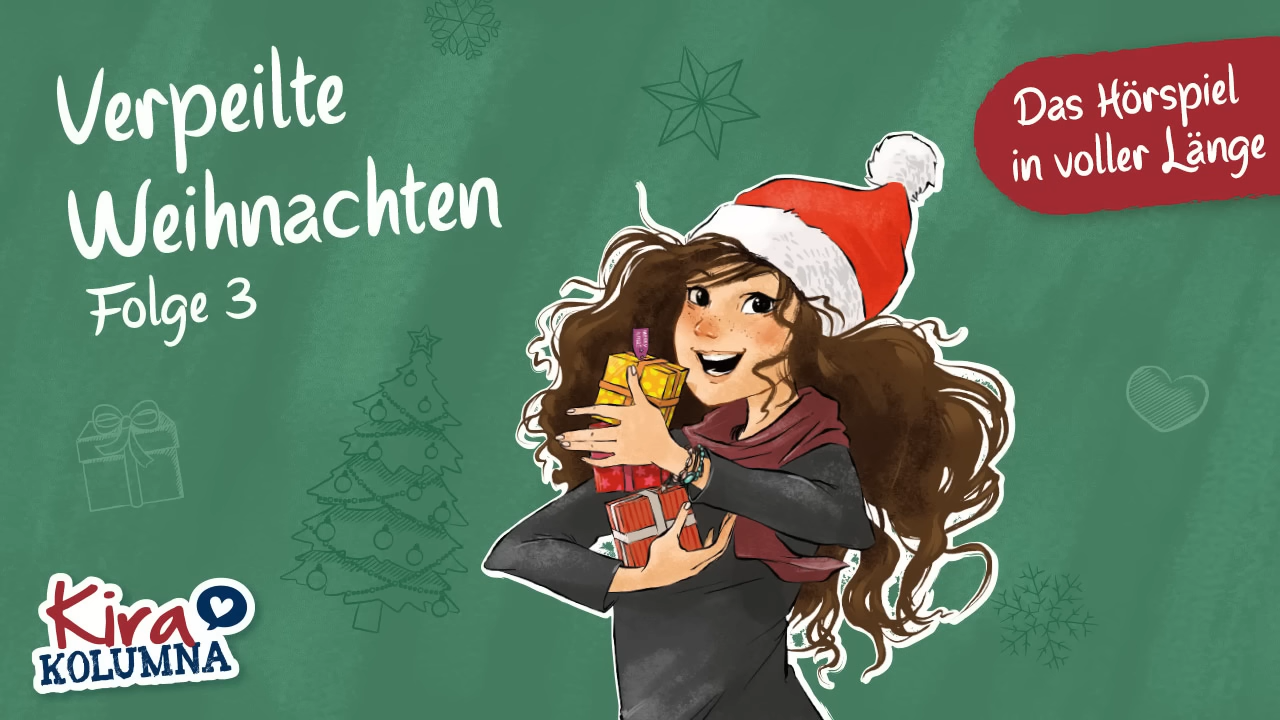 Verpeilte
Weihnachten
Folge 3
Das Hörspiel
in voller Länge
Kira
KOLUMNA